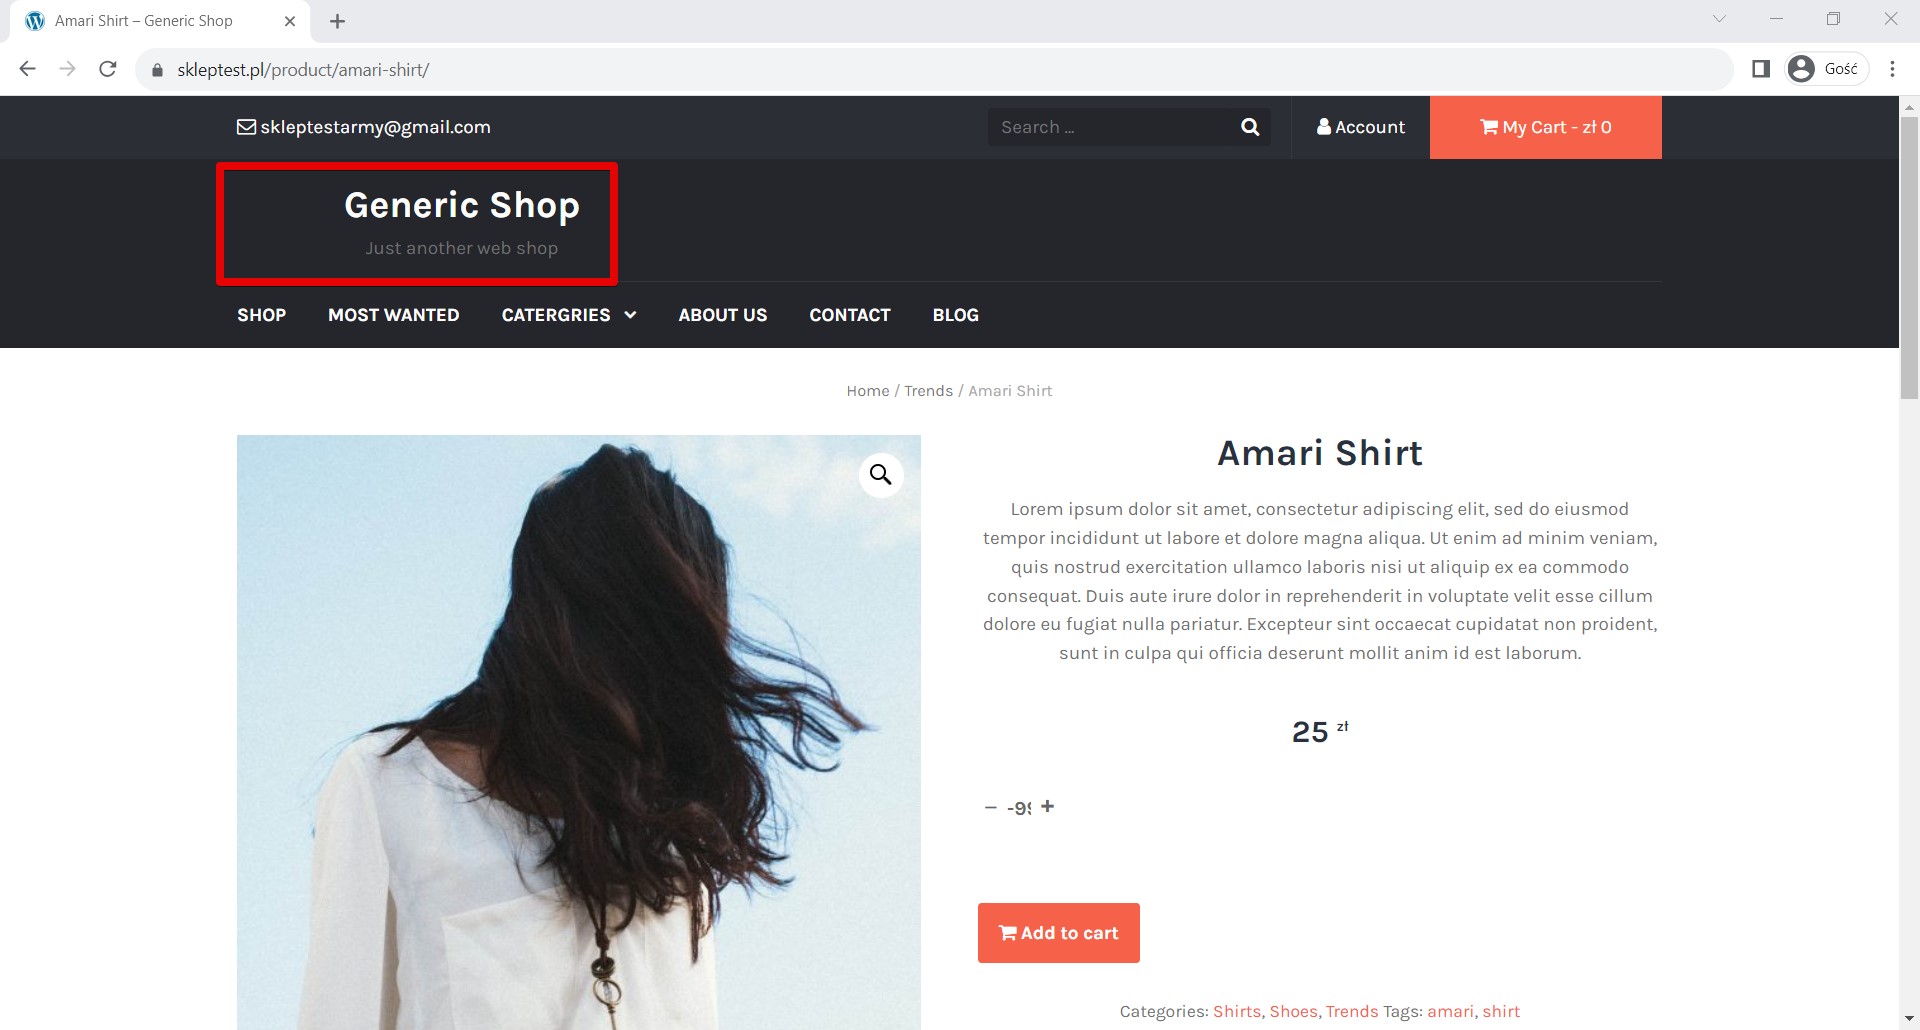 Amari Shirt – Generic Shop
skleptest.pl/product/amari-shirt/
Gość
skleptestarmy@gmail.com
Search ...
Account
My Cart - zł 0
Generic Shop
Just another web shop
SHOP MOST WANTED CATERGRIES ABOUT US CONTACT BLOG
Home / Trends / Amari Shirt
Amari Shirt
Lorem ipsum dolor sit amet, consectetur adipiscing elit, sed do eiusmod
tempor incididunt ut labore et dolore magna aliqua. Ut enim ad minim veniam,
quis nostrud exercitation ullamco laboris nisi ut aliquip ex ea commodo
consequat. Duis aute irure dolor in reprehenderit in voluptate velit esse cillum
dolore eu fugiat nulla pariatur. Excepteur sint occaecat cupidatat non proident,
sunt in culpa qui officia deserunt mollit anim id est laborum.
25 zł
Add to cart
Categories: Shirts, Shoes, Trends Tags: amari, shirt